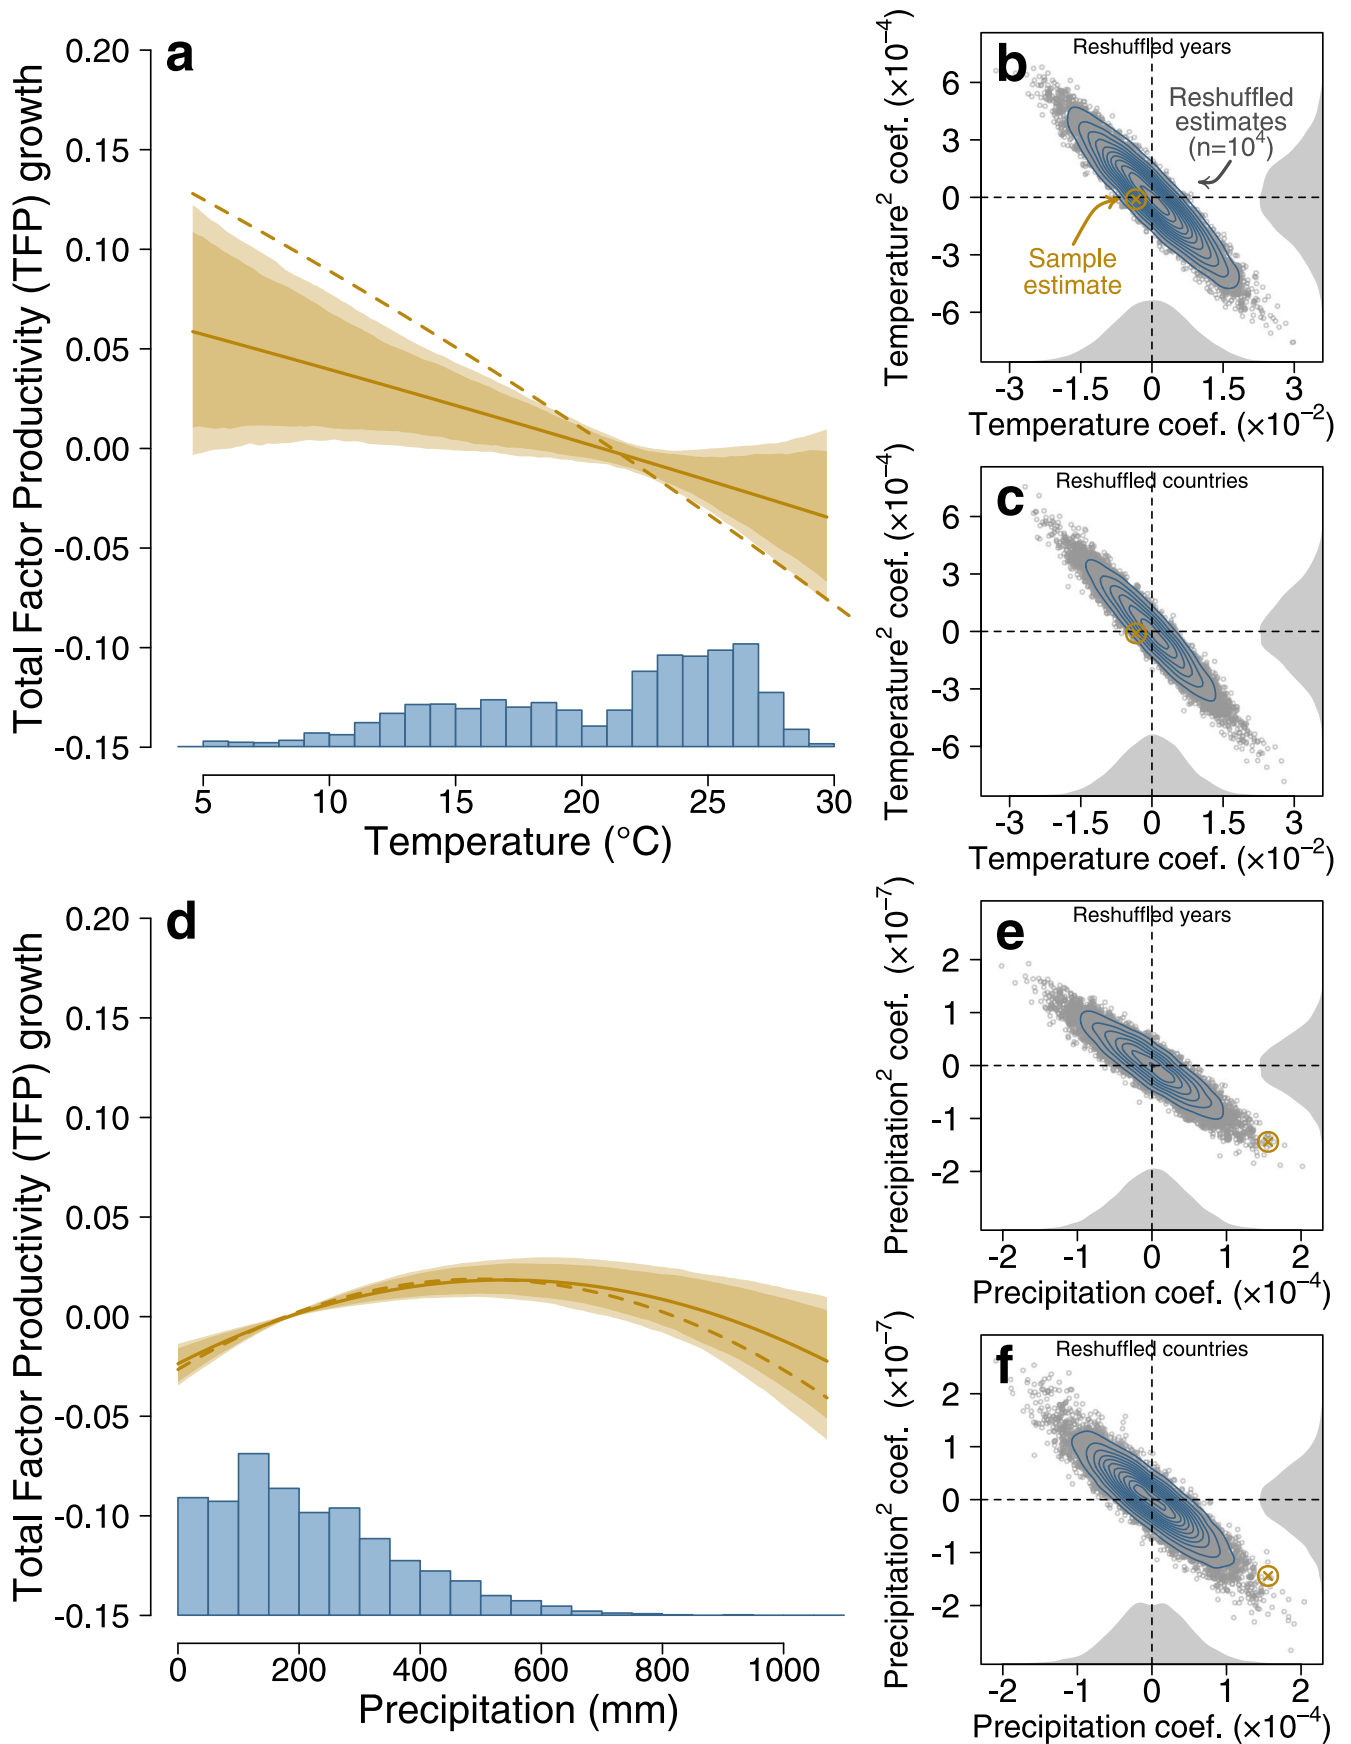 a
Total Factor Productivity (TFP) growth
0.20
0.15
0.10
0.05
0.00
-0.05
-0.10
-0.15
5 10 15 20 25 30
Temperature (°C)
b
Reshuffled years
Reshuffled
estimates
(n=10⁴)
Sample
estimate
Temperature² coef. (×10⁻⁴)
6
3
0
-3
-6
-3 -1.5 0 1.5 3
Temperature coef. (×10⁻²)
c
Reshuffled countries
Temperature² coef. (×10⁻⁴)
6
3
0
-3
-6
-3 -1.5 0 1.5 3
Temperature coef. (×10⁻²)
d
Total Factor Productivity (TFP) growth
0.20
0.15
0.10
0.05
0.00
-0.05
-0.10
-0.15
0 200 400 600 800 1000
Precipitation (mm)
e
Reshuffled years
Precipitation² coef. (×10⁻⁷)
2
1
0
-1
-2
-2 -1 0 1 2
Precipitation coef. (×10⁻⁴)
f
Reshuffled countries
Precipitation² coef. (×10⁻⁷)
2
1
0
-1
-2
-2 -1 0 1 2
Precipitation coef. (×10⁻⁴)